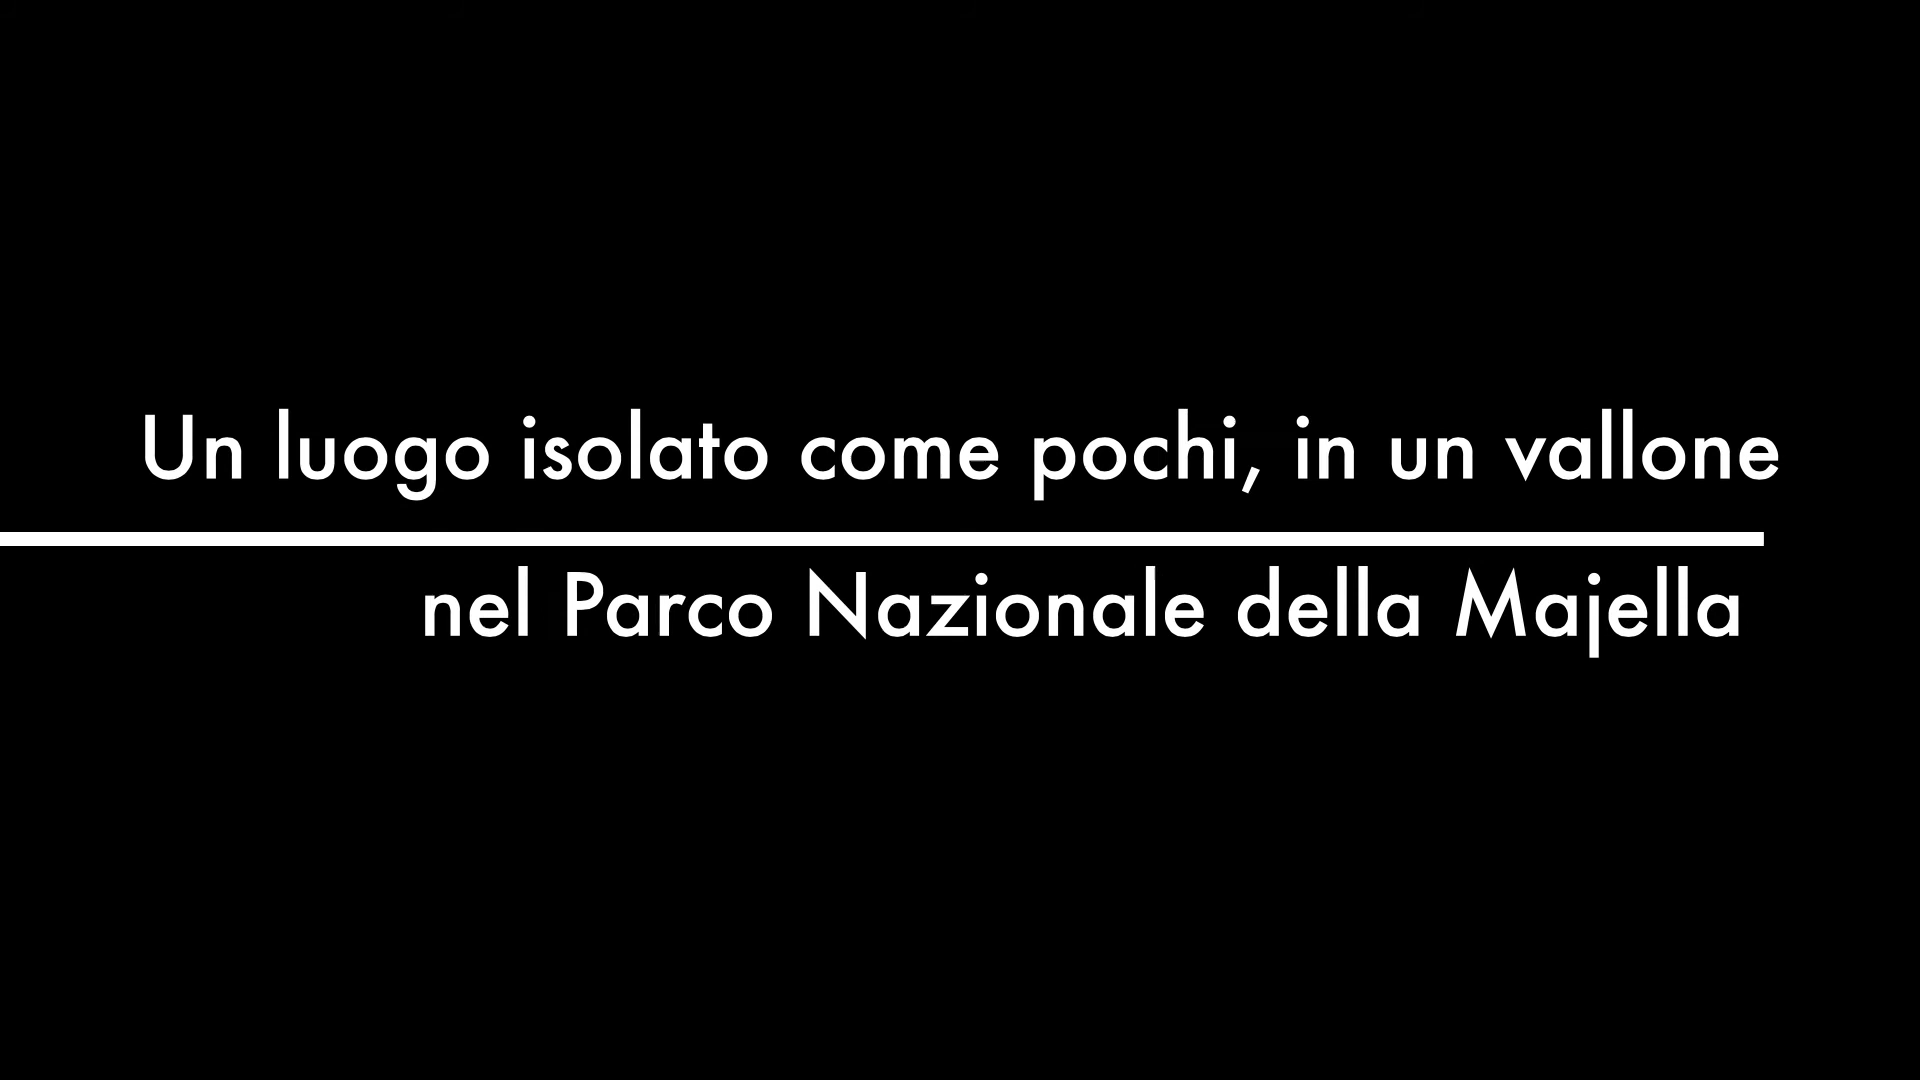 Un luogo isolato come pochi, in un vallone
nel Parco Nazionale della Majella